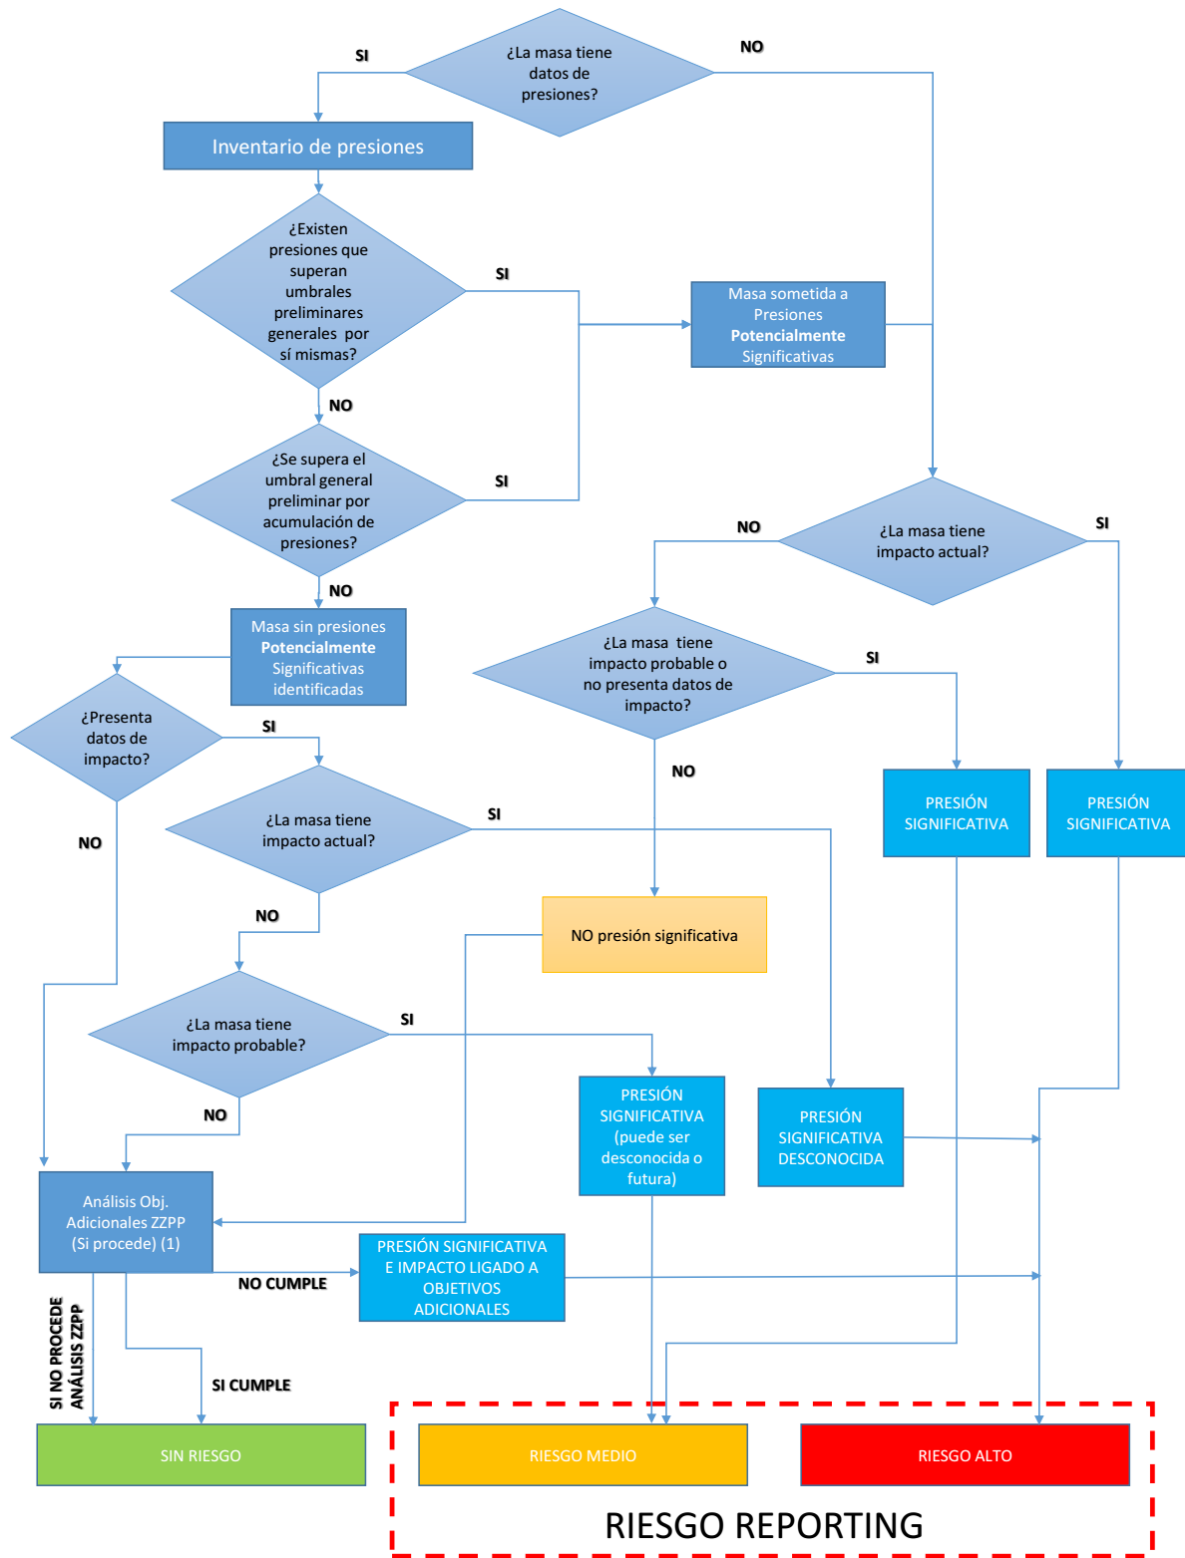 ¿La masa tiene
datos de
presiones?
SI
NO
Inventario de presiones
¿Existen
presiones que
superan
umbrales
preliminares
generales por
sí mismas?
SI
NO
Masa sometida a
Presiones
Potencialmente
Significativas
¿Se supera el
umbral general
preliminar por
acumulación de
presiones?
SI
NO
¿La masa tiene
impacto actual?
NO
SI
Masa sin presiones
Potencialmente
Significativas
identificadas
¿La masa tiene
impacto probable o
no presenta datos de
impacto?
SI
NO
¿Presenta
datos de
impacto?
SI
NO
¿La masa tiene
impacto actual?
SI
NO
PRESIÓN
SIGNIFICATIVA
PRESIÓN
SIGNIFICATIVA
NO presión significativa
¿La masa tiene
impacto probable?
SI
NO
PRESIÓN
SIGNIFICATIVA
(puede ser
desconocida o
futura)
PRESIÓN
SIGNIFICATIVA
DESCONOCIDA
Análisis Obj.
Adicionales ZZPP
(Si procede) (1)
NO CUMPLE
PRESIÓN SIGNIFICATIVA
E IMPACTO LIGADO A
OBJETIVOS
ADICIONALES
SI NO PROCEDE
ANÁLISIS ZZPP
SI CUMPLE
SIN RIESGO
RIESGO MEDIO
RIESGO ALTO
RIESGO REPORTING